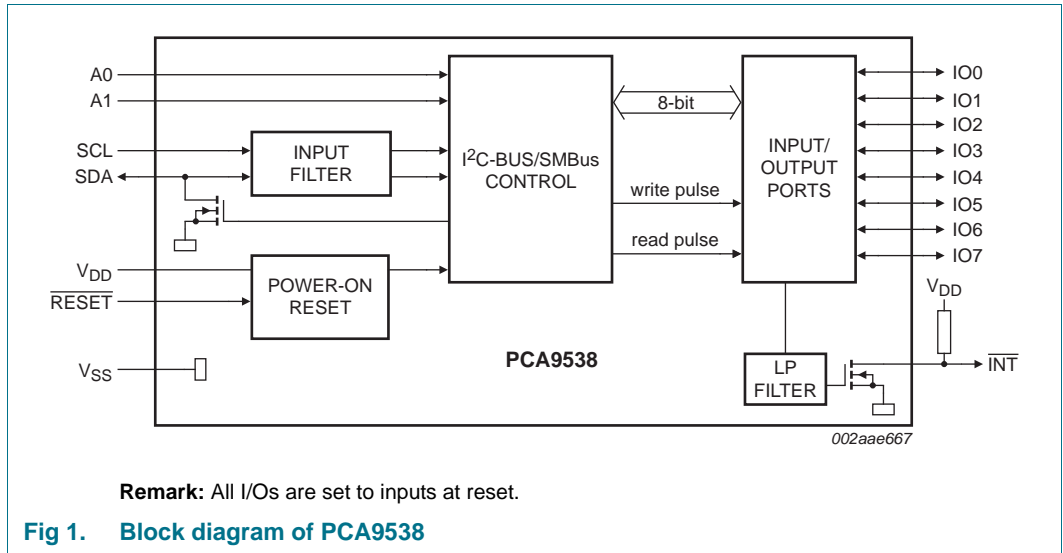 A0
A1
SCL
SDA
VDD
RESET
VSS
INPUT
FILTER
POWER-ON
RESET
I2C-BUS/SMBus
CONTROL
8-bit
write pulse
read pulse
INPUT/
OUTPUT
PORTS
IO0
IO1
IO2
IO3
IO4
IO5
IO6
IO7
VDD
INT
LP
FILTER
PCA9538
002aae667
Remark: All I/Os are set to inputs at reset.
Fig 1. Block diagram of PCA9538